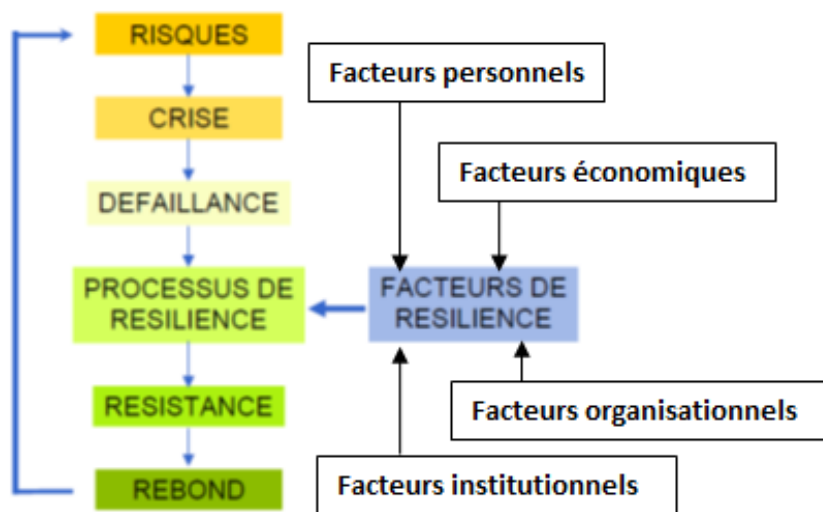 RISQUES
Facteurs personnels
CRISE
Facteurs économiques
DEFAILLANCE
PROCESSUS DE
RESILIENCE
FACTEURS DE
RESILIENCE
RESISTANCE
Facteurs organisationnels
REBOND
Facteurs institutionnels